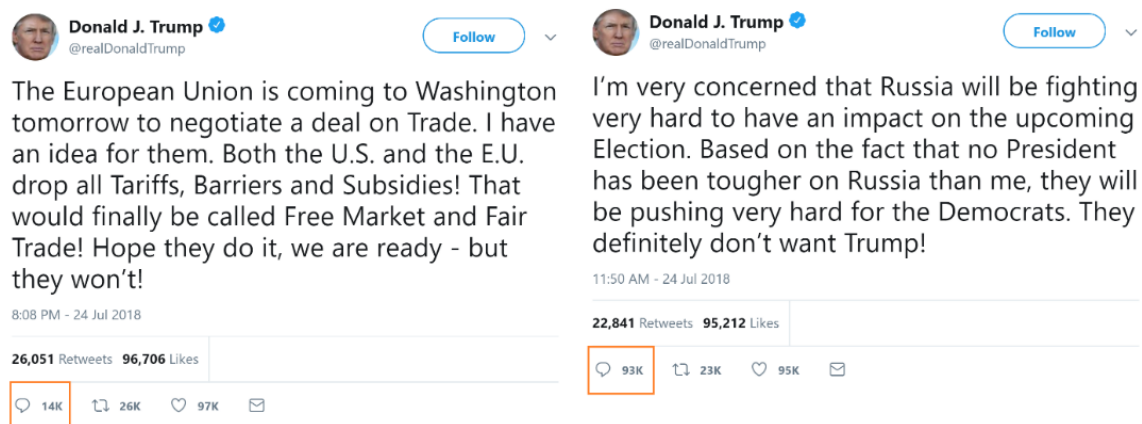 Donald J. Trump
@realDonaldTrump
Follow
The European Union is coming to Washington
tomorrow to negotiate a deal on Trade. I have
an idea for them. Both the U.S. and the E.U.
drop all Tariffs, Barriers and Subsidies! That
would finally be called Free Market and Fair
Trade! Hope they do it, we are ready - but
they won't!
8:08 PM - 24 Jul 2018
26,051 Retweets 96,706 Likes
14K 26K 97K
Donald J. Trump
@realDonaldTrump
Follow
I'm very concerned that Russia will be fighting
very hard to have an impact on the upcoming
Election. Based on the fact that no President
has been tougher on Russia than me, they will
be pushing very hard for the Democrats. They
definitely don't want Trump!
11:50 AM - 24 Jul 2018
22,841 Retweets 95,212 Likes
93K 23K 95K